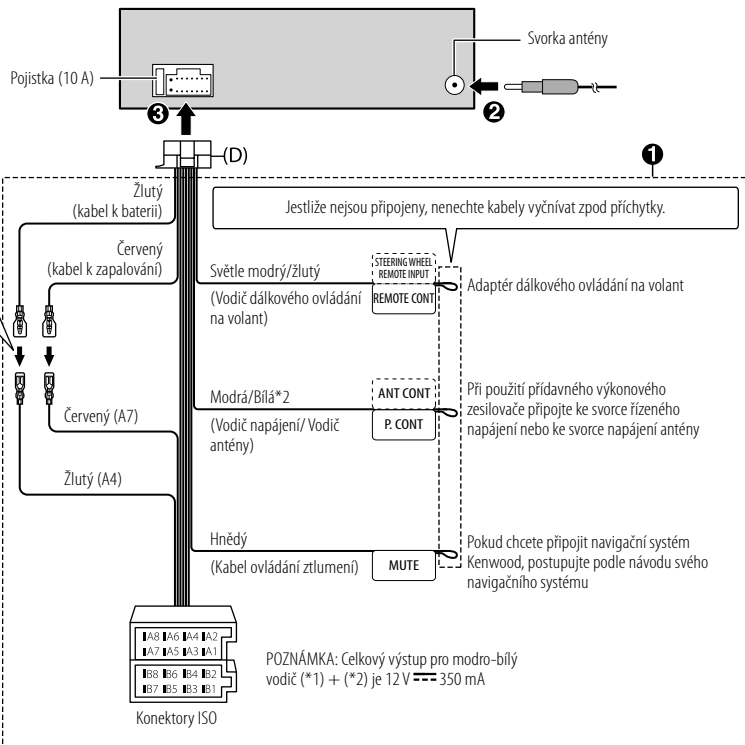 Svorka antény
Pojistka (10 A)
❷
❸
(D)
❶
Žlutý
(kabel k baterii)
Jestliže nejsou připojeny, nenechte kabely vyčnívat zpod příchytky.
Červený
(kabel k zapalování)
Světle modrý/žlutý
(Vodič dálkového ovládání
na volant)
STEERING WHEEL
REMOTE INPUT
REMOTE CONT
Adaptér dálkového ovládání na volant
Modrá/Bílá*2
(Vodič napájení/ Vodič
antény)
ANT CONT
P. CONT
Při použití přídavného výkonového
zesilovače připojte ke svorce řízeného
napájení nebo ke svorce napájení antény
Červený (A7)
Žlutý (A4)
Hnědý
(Kabel ovládání ztlumení)
MUTE
Pokud chcete připojit navigační systém
Kenwood, postupujte podle návodu svého
navigačního systému
A8 A6 A4 A2
A7 A5 A3 A1
B8 B6 B4 B2
B7 B5 B3 B1
Konektory ISO
POZNÁMKA: Celkový výstup pro modro-bílý
vodič (*1) + (*2) je 12 V ⎓ 350 mA